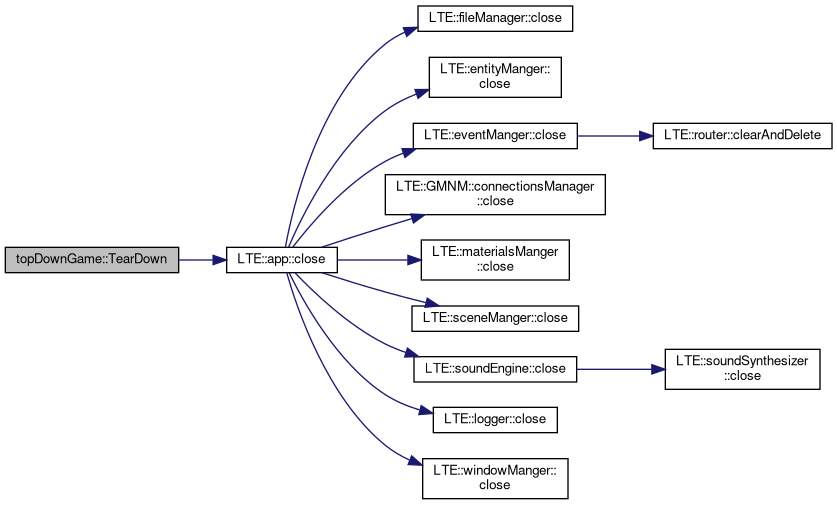 LTE::fileManager::close
LTE::entityManger::
close
LTE::eventManger::close
LTE::router::clearAndDelete
LTE::GMNM::connectionsManager
::close
topDownGame::TearDown
LTE::app::close
LTE::materialsManger
::close
LTE::sceneManger::close
LTE::soundEngine::close
LTE::soundSynthesizer
::close
LTE::logger::close
LTE::windowManger::
close